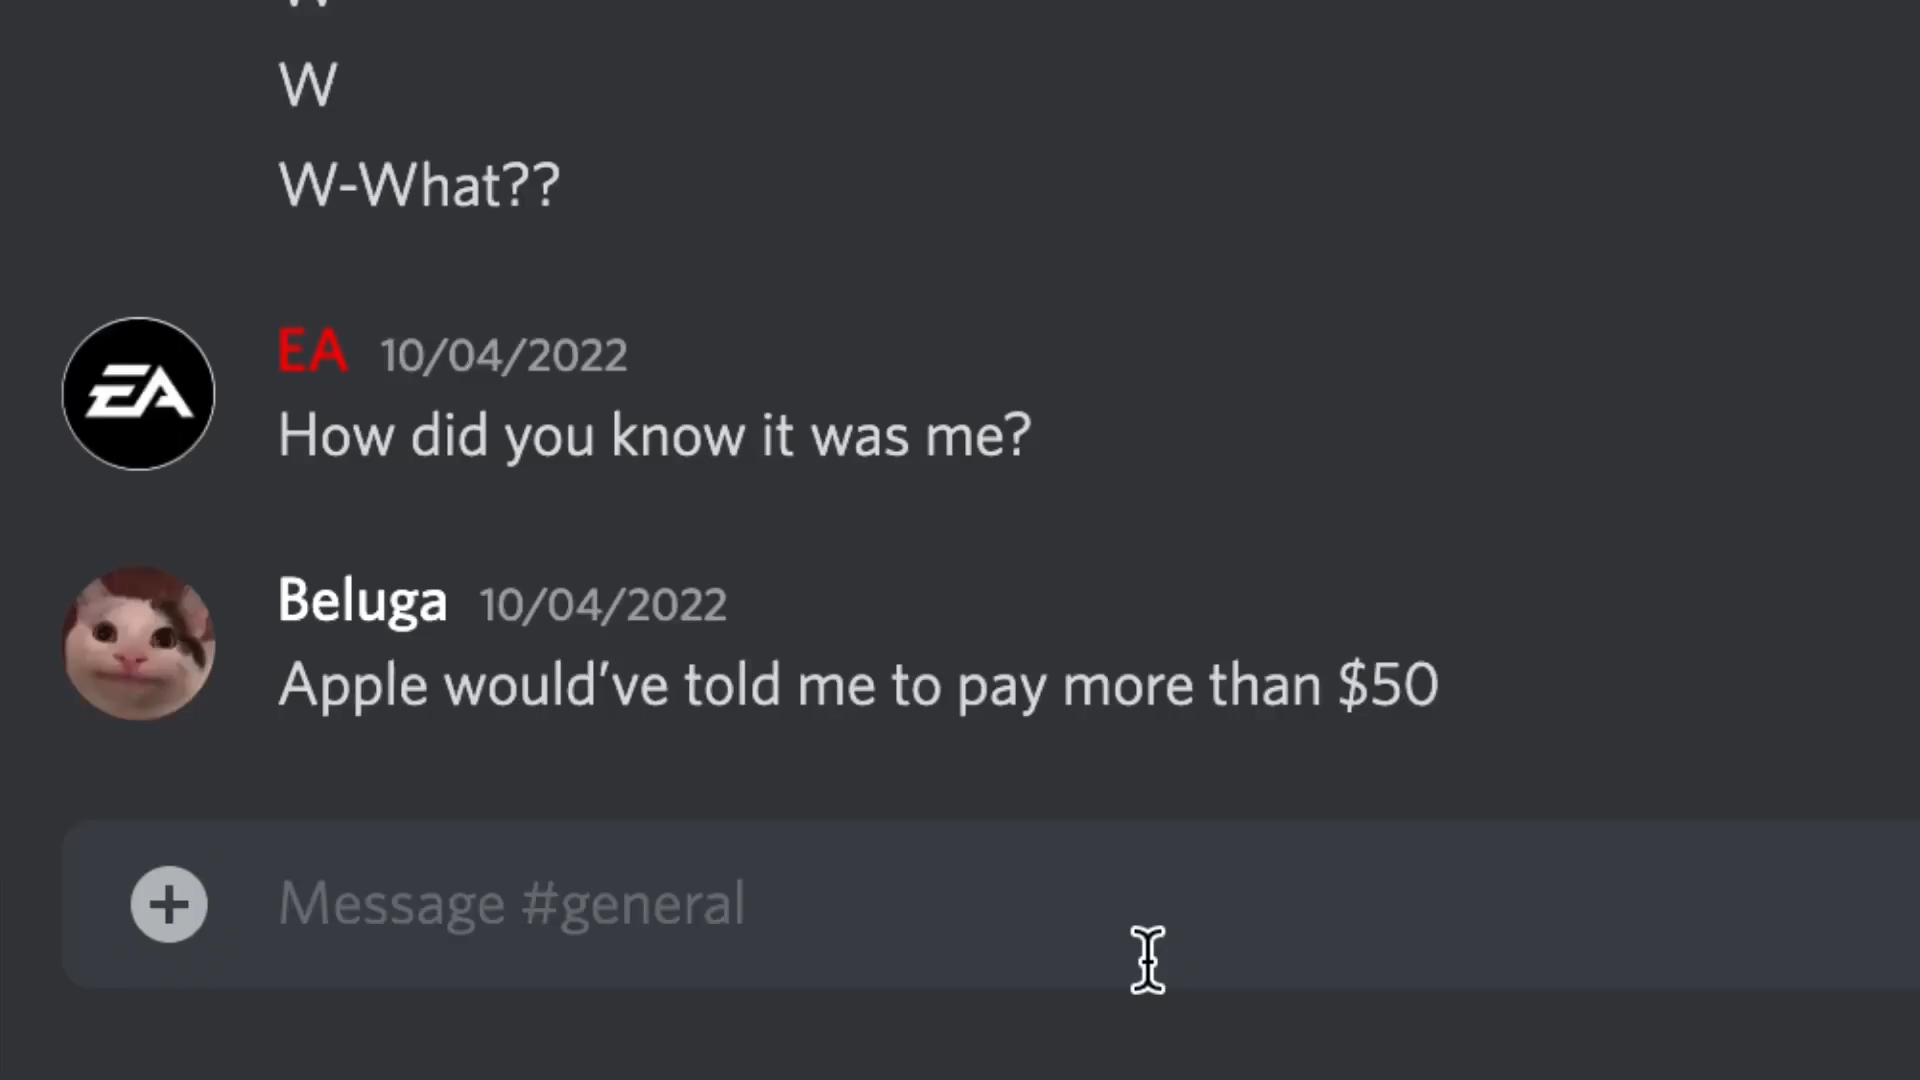 W
W-What??
EA
EA 10/04/2022
How did you know it was me?
Beluga 10/04/2022
Apple would've told me to pay more than $50
Message #general